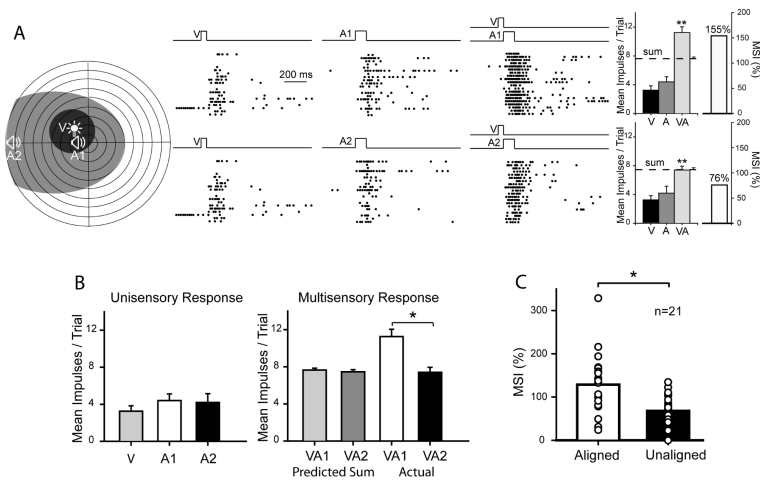 A
V
A1
V
A1
200 ms
V
A1
A2
V
A2
V
A2
Mean Impulses / Trial
12
8
4
0
sum
**
V A VA
155%
200
150
100
50
0
MSI (%)
Mean Impulses / Trial
12
8
4
0
sum
**
V A VA
76%
200
150
100
50
0
MSI (%)
B
Unisensory Response
Mean Impulses / Trial
12
8
4
0
V A1 A2
Multisensory Response
Mean Impulses / Trial
12
8
4
0
*
VA1 VA2 VA1 VA2
Predicted Sum Actual
C
*
n=21
MSI (%)
300
200
100
0
Aligned Unaligned